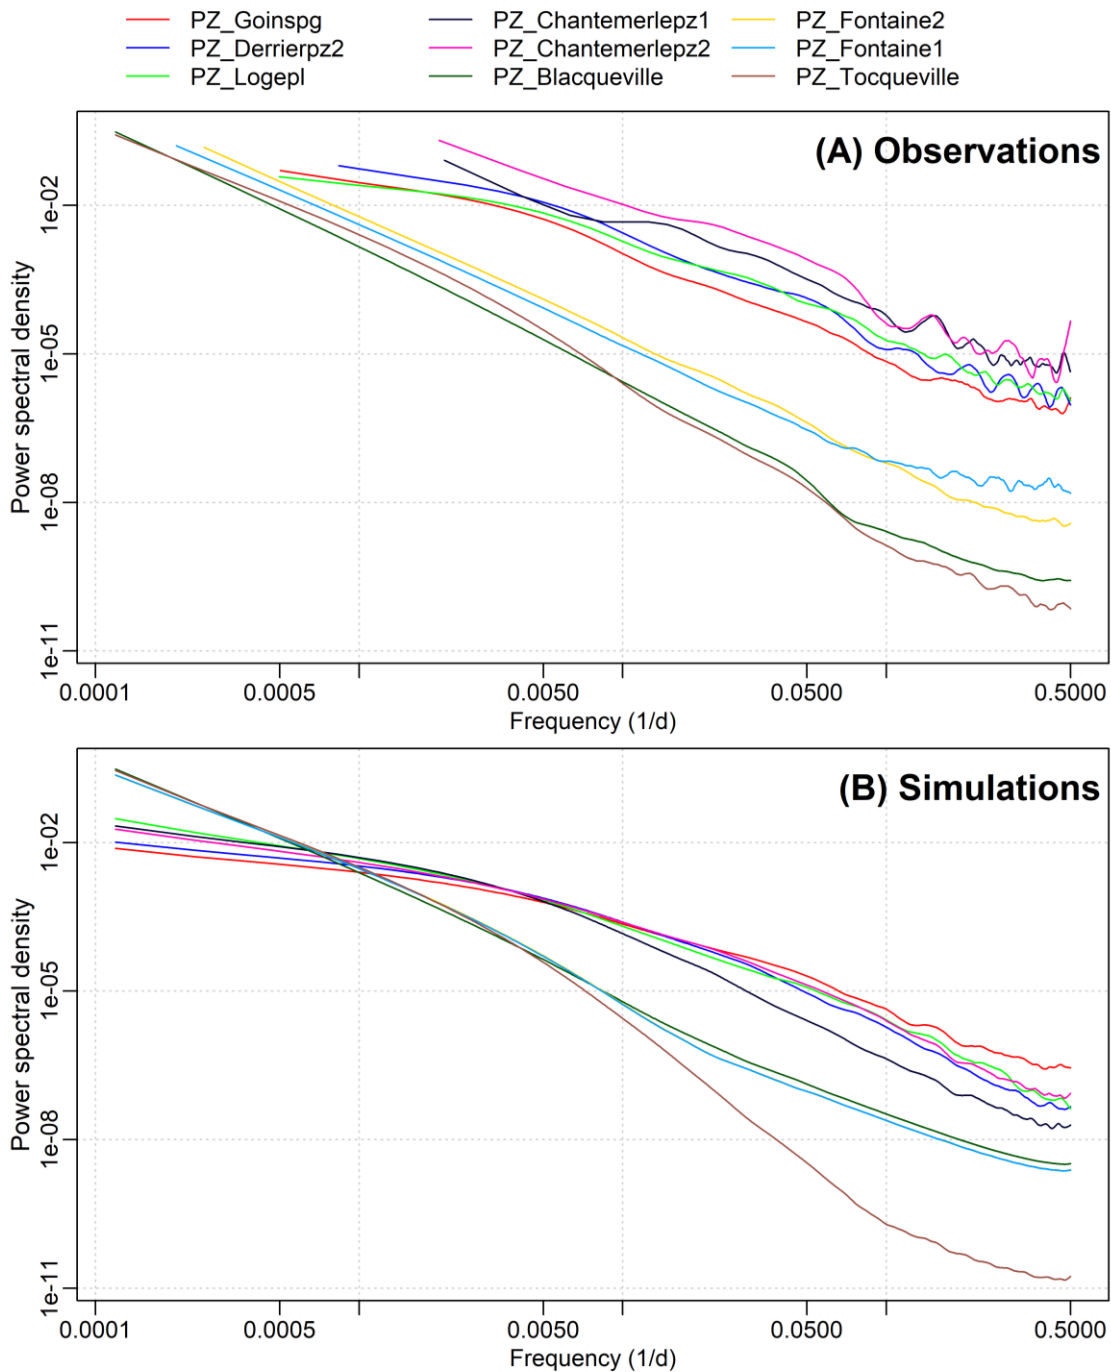 PZ_Goinspg PZ_Chantemerlepz1 PZ_Fontaine2
PZ_Derrierpz2 PZ_Chantemerlepz2 PZ_Fontaine1
PZ_Logepl PZ_Blacqueville PZ_Tocqueville
(A) Observations
Power spectral density
1e-02
1e-05
1e-08
1e-11
0.0001 0.0005 0.0050 0.0500 0.5000
Frequency (1/d)
(B) Simulations
Power spectral density
1e-02
1e-05
1e-08
1e-11
0.0001 0.0005 0.0050 0.0500 0.5000
Frequency (1/d)